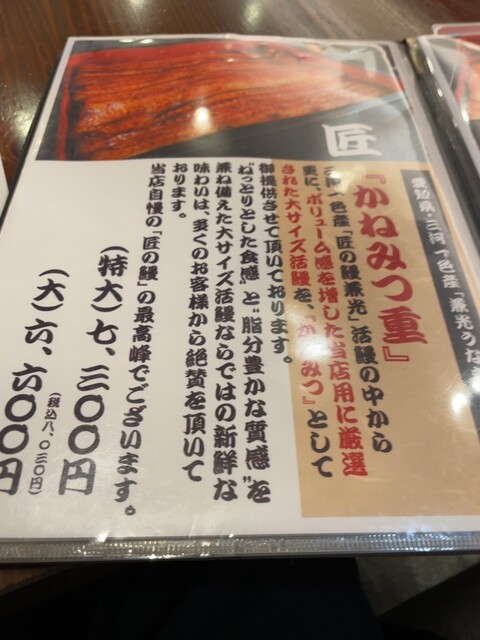 匠
愛知県・三河一色産「兼光うな
『かねみつ重』
三河一色産「匠の鰻兼光」活鰻の中から
更に、ボリューム感を増した当店用に厳選
された大サイズ活鰻を『かねみつ』として
御提供させて頂いております。
"ねっとりとした食感"と"脂分豊かな質感"を
兼ね備えた大サイズ活鰻ならではの新鮮な
味わいは、多くのお客様から絶賛を頂いて
おります。
当店自慢の「匠の鰻」の最高峰でございます。
(特大)七、三〇〇円
(税込八、〇三〇円)
(大)六、六〇〇円